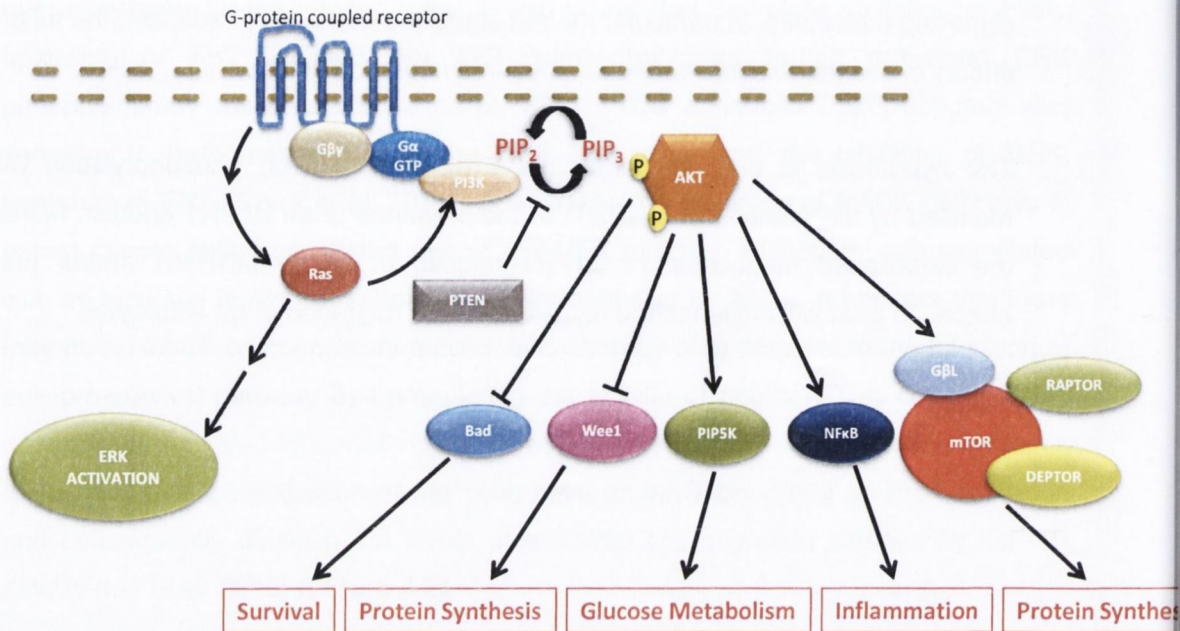 G-protein coupled receptor
Gβγ
Gα
GTP
PI3K
PIP2
PIP3
P
AKT
P
Ras
PTEN
GβL
RAPTOR
Bad
Wee1
PIP5K
NFκB
mTOR
ERK
ACTIVATION
DEPTOR
Survival
Protein Synthesis
Glucose Metabolism
Inflammation
Protein Synthes